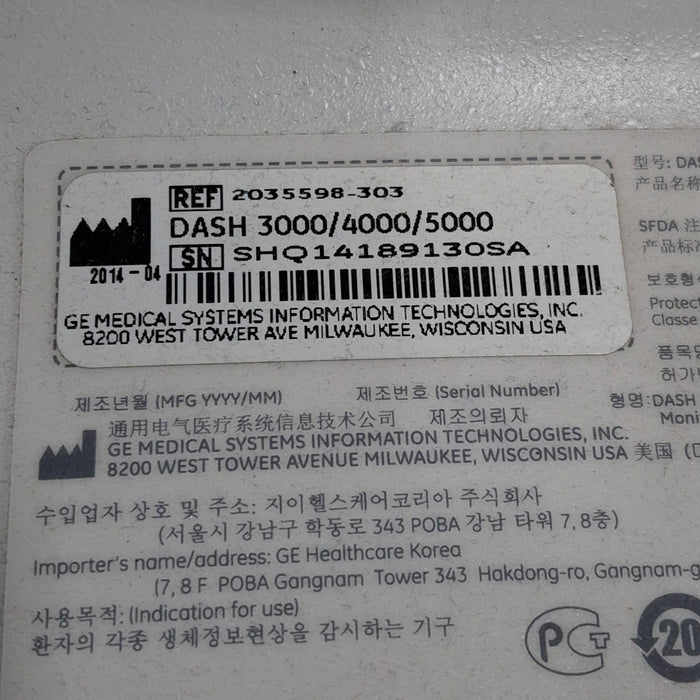 REF 2035598-303
DASH 3000/4000/5000
SN SHQ14189130SA
2014-04
GE MEDICAL SYSTEMS INFORMATION TECHNOLOGIES, INC.
8200 WEST TOWER AVE MILWAUKEE, WISCONSIN USA
型号: DAS
产品名称
SFDA 注
产品标准
보호형식
Protect
Classe
품목명
허가번
형명:DASH
Moni
제조년월 (MFG YYYY/MM) 제조번호 (Serial Number)
通用电气医疗系统信息技术公司 제조의뢰자
GE MEDICAL SYSTEMS INFORMATION TECHNOLOGIES, INC.
8200 WEST TOWER AVENUE MILWAUKEE, WISCONSIN USA 美国 (D
수입업자 상호 및 주소: 지이헬스케어코리아 주식회사
(서울시 강남구 학동로 343 POBA 강남 타워 7, 8층)
Importer's name/address: GE Healthcare Korea
(7, 8 F POBA Gangnam Tower 343 Hakdong-ro, Gangnam-g
사용목적: (Indication for use)
환자의 각종 생체정보현상을 감시하는 기구
PCT
20